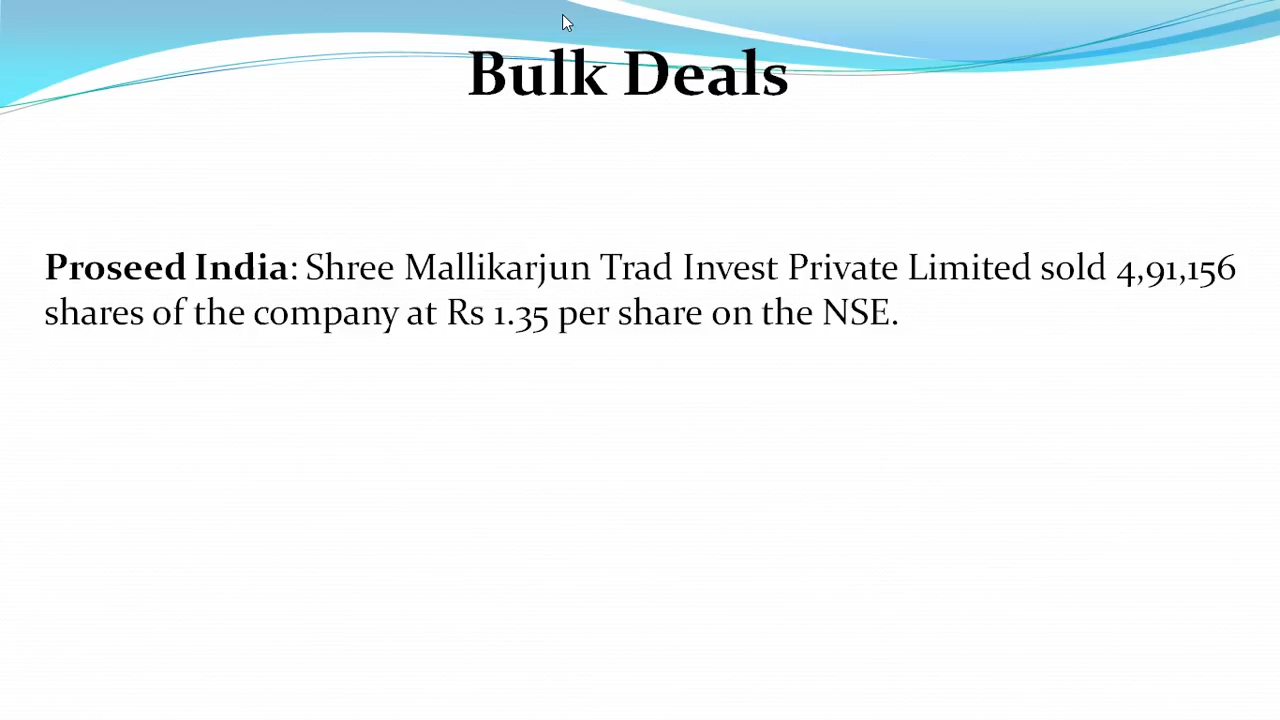 Bulk Deals
Proseed India: Shree Mallikarjun Trad Invest Private Limited sold 4,91,156
shares of the company at Rs 1.35 per share on the NSE.